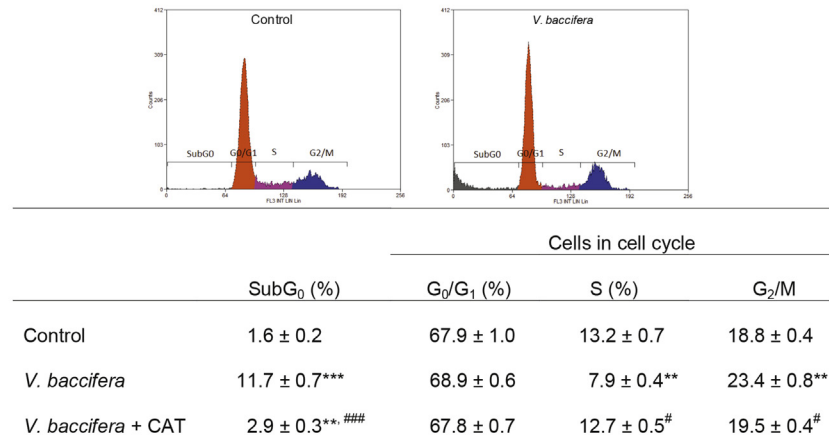 Control
412
309
206
103
0
Counts
SubG0 G0/G1 S G2/M
0 64 128 192 256
FL3 INT LIN Lin
V. baccifera
412
309
206
103
0
Counts
SubG0 G0/G1 S G2/M
0 64 128 192 256
FL3 INT LIN Lin
Cells in cell cycle
SubG₀ (%) G₀/G₁ (%) S (%) G₂/M
Control 1.6 ± 0.2 67.9 ± 1.0 13.2 ± 0.7 18.8 ± 0.4
V. baccifera 11.7 ± 0.7*** 68.9 ± 0.6 7.9 ± 0.4** 23.4 ± 0.8**
V. baccifera + CAT 2.9 ± 0.3**, ### 67.8 ± 0.7 12.7 ± 0.5# 19.5 ± 0.4#